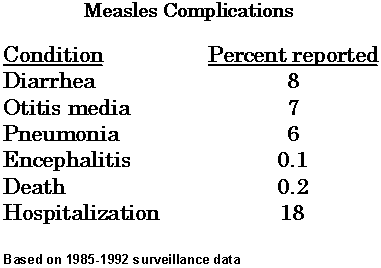 Measles Complications
Condition Percent reported
Diarrhea 8
Otitis media 7
Pneumonia 6
Encephalitis 0.1
Death 0.2
Hospitalization 18
Based on 1985-1992 surveillance data